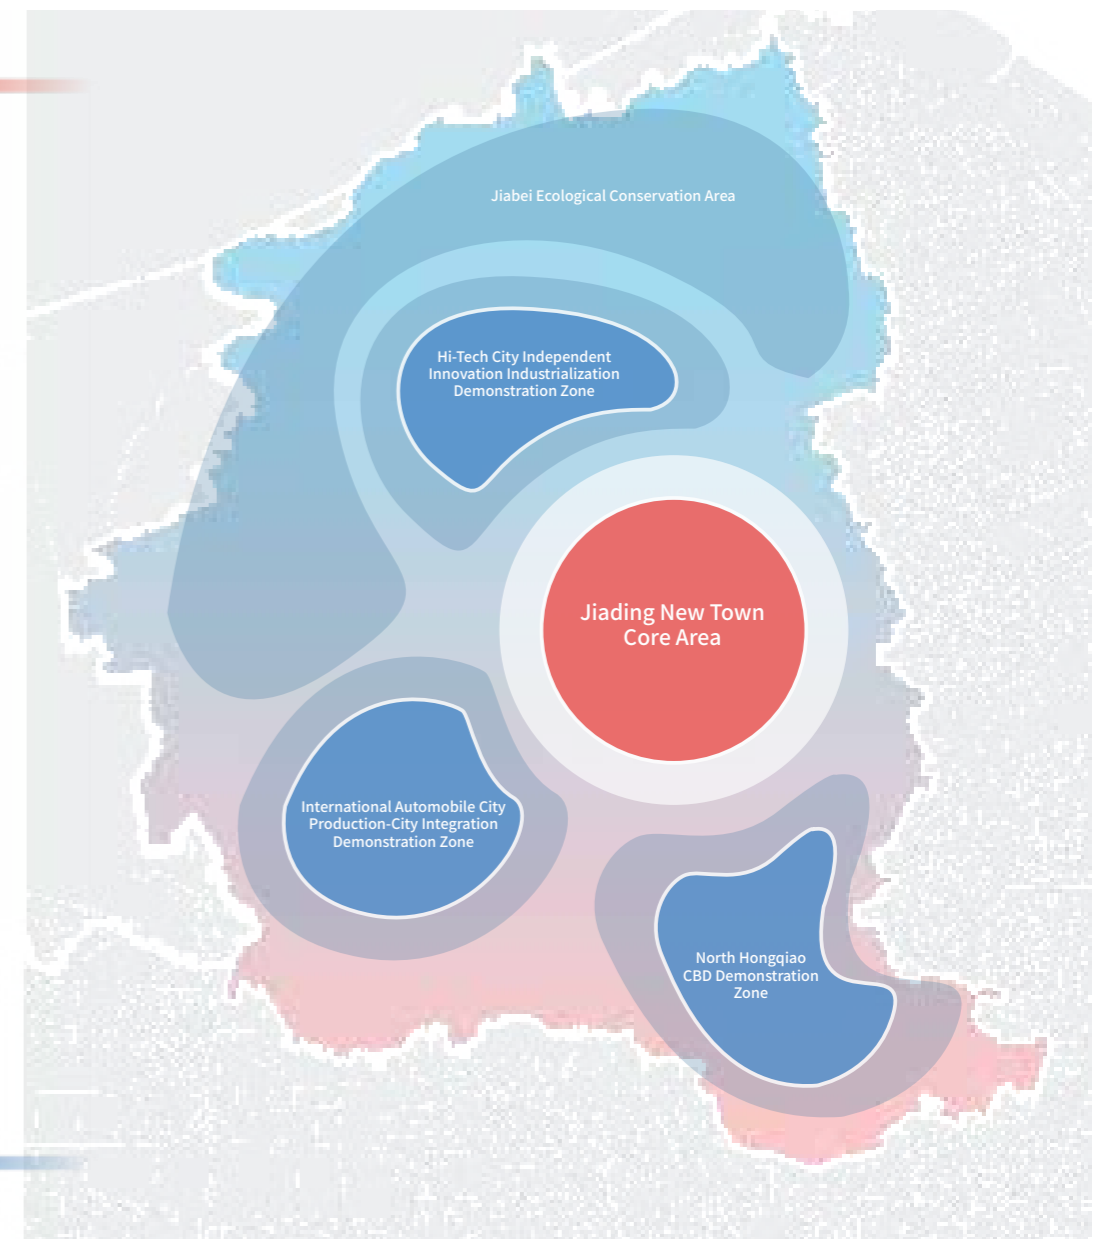 Jiabei Ecological Conservation Area
Hi-Tech City Independent
Innovation Industrialization
Demonstration Zone
Jiading New Town
Core Area
International Automobile City
Production-City Integration
Demonstration Zone
North Hongqiao
CBD Demonstration
Zone